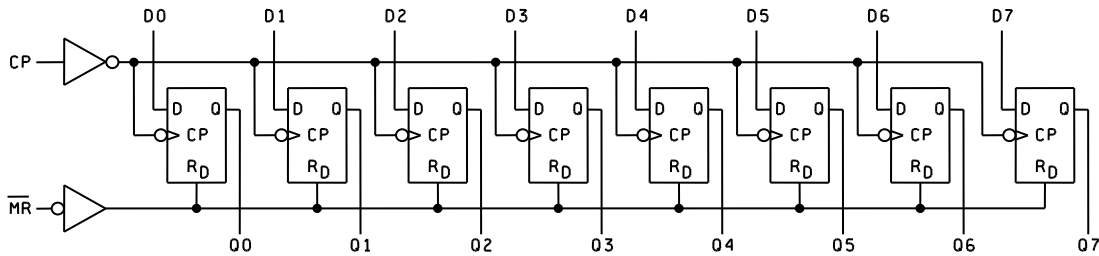 D0 D1 D2 D3 D4 D5 D6 D7
CP
D Q D Q D Q D Q D Q D Q D Q D Q
CP CP CP CP CP CP CP CP
RD RD RD RD RD RD RD RD
M̅R̅
Q0 Q1 Q2 Q3 Q4 Q5 Q6 Q7